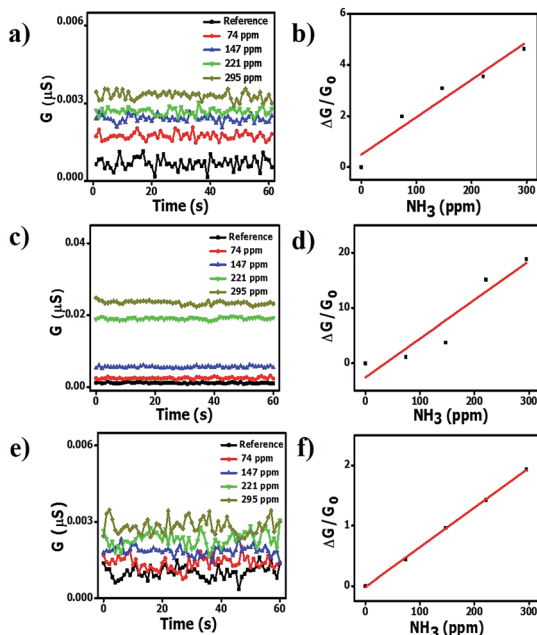 a)
0.006
0.003
0.000
G (µS)
0 20 40 60
Time (s)
Reference
74 ppm
147 ppm
221 ppm
295 ppm
b)
6
4
2
0
ΔG/G0
0 100 200 300
NH3 (ppm)
c)
0.04
0.02
0.00
G (µS)
0 20 40 60
Time (s)
Reference
74 ppm
147 ppm
221 ppm
295 ppm
d)
20
10
0
ΔG/G0
0 100 200 300
NH3 (ppm)
e)
0.006
0.003
0.000
G (µS)
0 20 40 60
Time (s)
Reference
74 ppm
147 ppm
221 ppm
295 ppm
f)
2
1
0
ΔG/G0
0 100 200 300
NH3 (ppm)